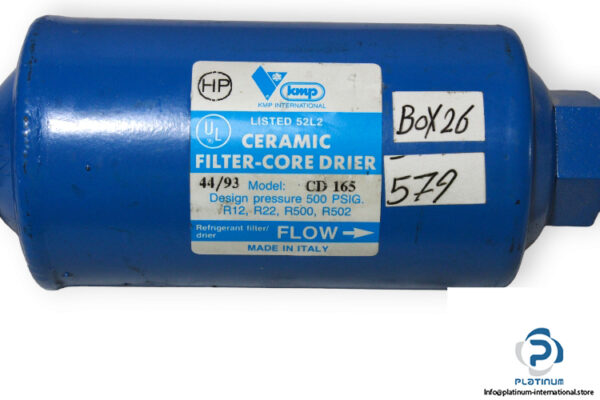 HP
kmp
KMP INTERNATIONAL
LISTED 52L2
UL
CERAMIC
FILTER-CORE DRIER
44/93 Model: CD 165
Design pressure 500 PSIG.
R12, R22, R500, R502
Refrigerant filter/
drier
FLOW
MADE IN ITALY
BOX26
579
PLATINUM
Info@platinum-international.store